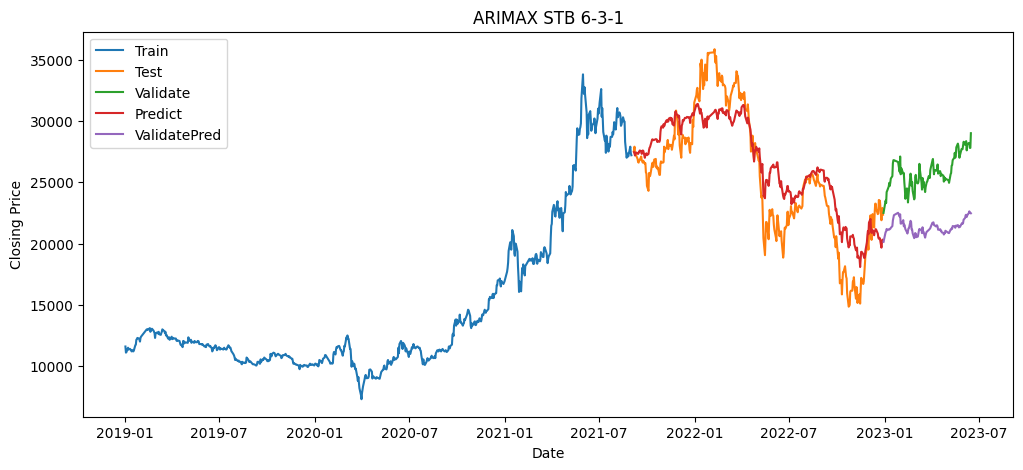 ARIMAX STB 6-3-1
Train
Test
Validate
Predict
ValidatePred
35000
30000
25000
20000
15000
10000
Closing Price
2019-01 2019-07 2020-01 2020-07 2021-01 2021-07 2022-01 2022-07 2023-01 2023-07
Date